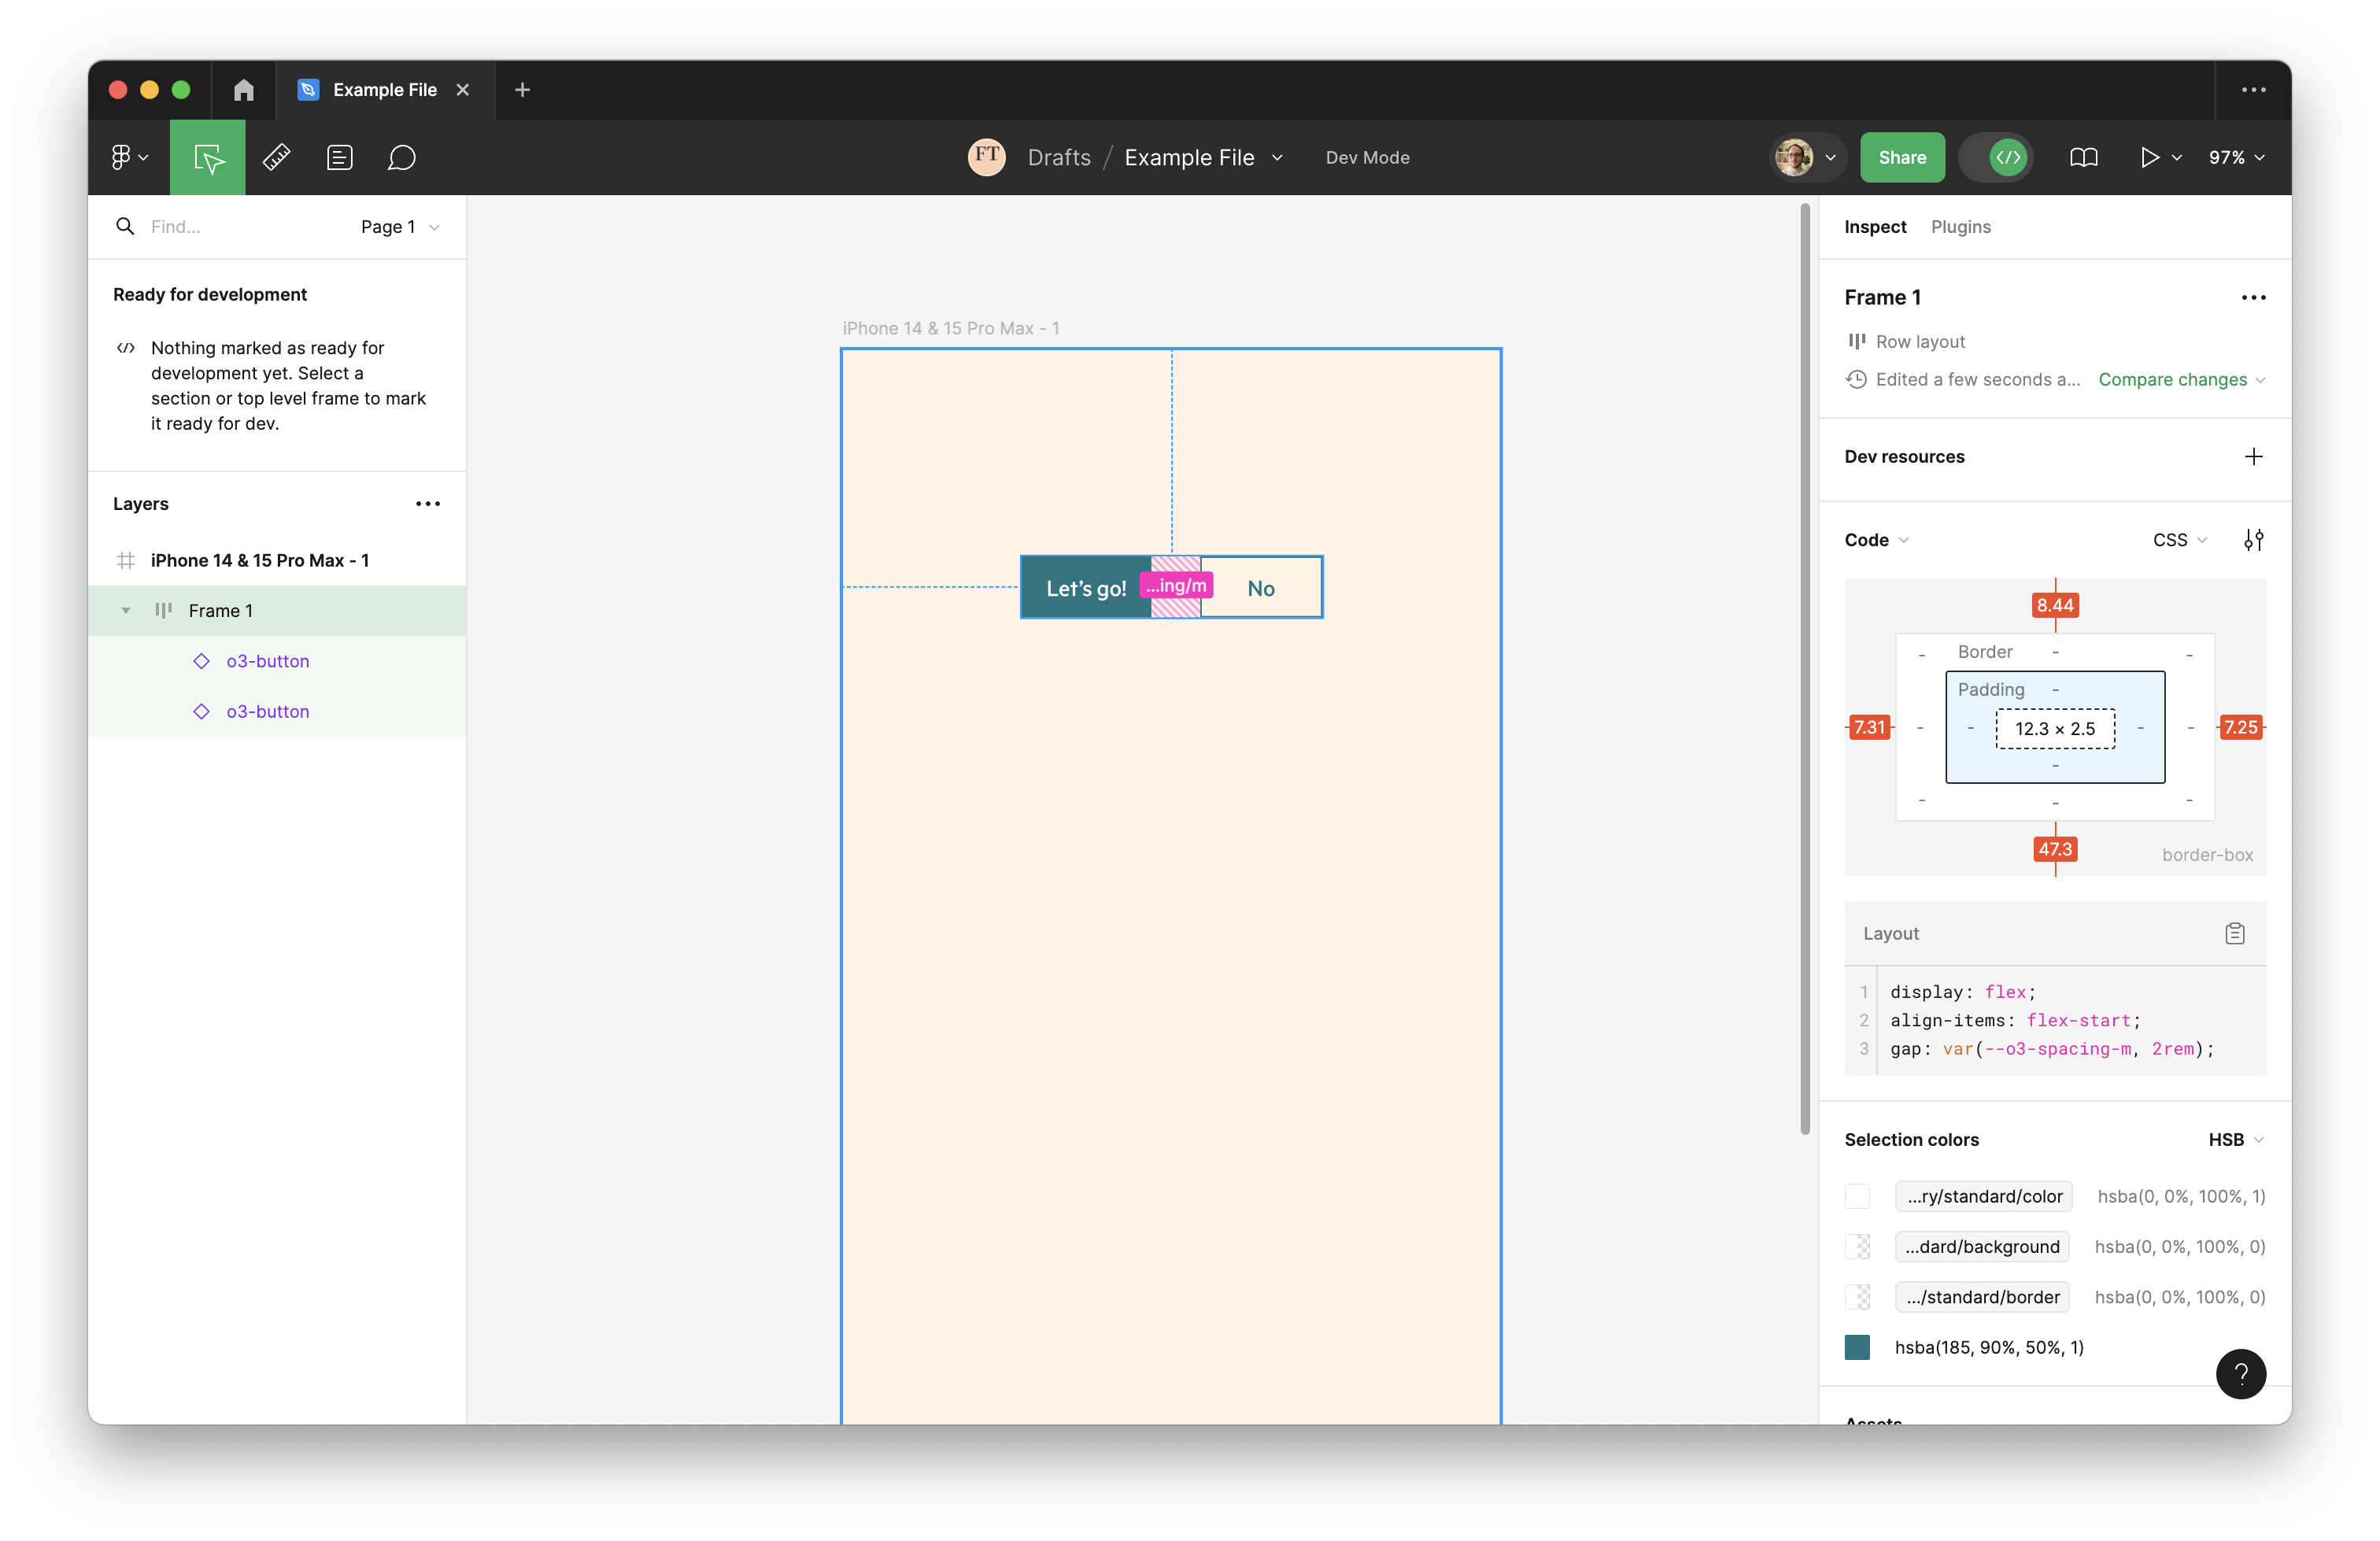 Example File
FT
Drafts / Example File
Dev Mode
Share
97%
Find...
Page 1
Ready for development
Nothing marked as ready for
development yet. Select a
section or top level frame to mark
it ready for dev.
Layers
iPhone 14 & 15 Pro Max - 1
Frame 1
o3-button
o3-button
iPhone 14 & 15 Pro Max - 1
Let’s go!
...ing/m
No
Inspect
Plugins
Frame 1
Row layout
Edited a few seconds a...
Compare changes
Dev resources
Code
CSS
8.44
Border
-
-
-
Padding
-
7.31
-
-
12.3 × 2.5
-
-
7.25
-
-
-
-
47.3
border-box
Layout
1 display: flex;
2 align-items: flex-start;
3 gap: var(--o3-spacing-m, 2rem);
Selection colors
HSB
...ry/standard/color
hsba(0, 0%, 100%, 1)
...dard/background
hsba(0, 0%, 100%, 0)
.../standard/border
hsba(0, 0%, 100%, 0)
hsba(185, 90%, 50%, 1)
?
Assets